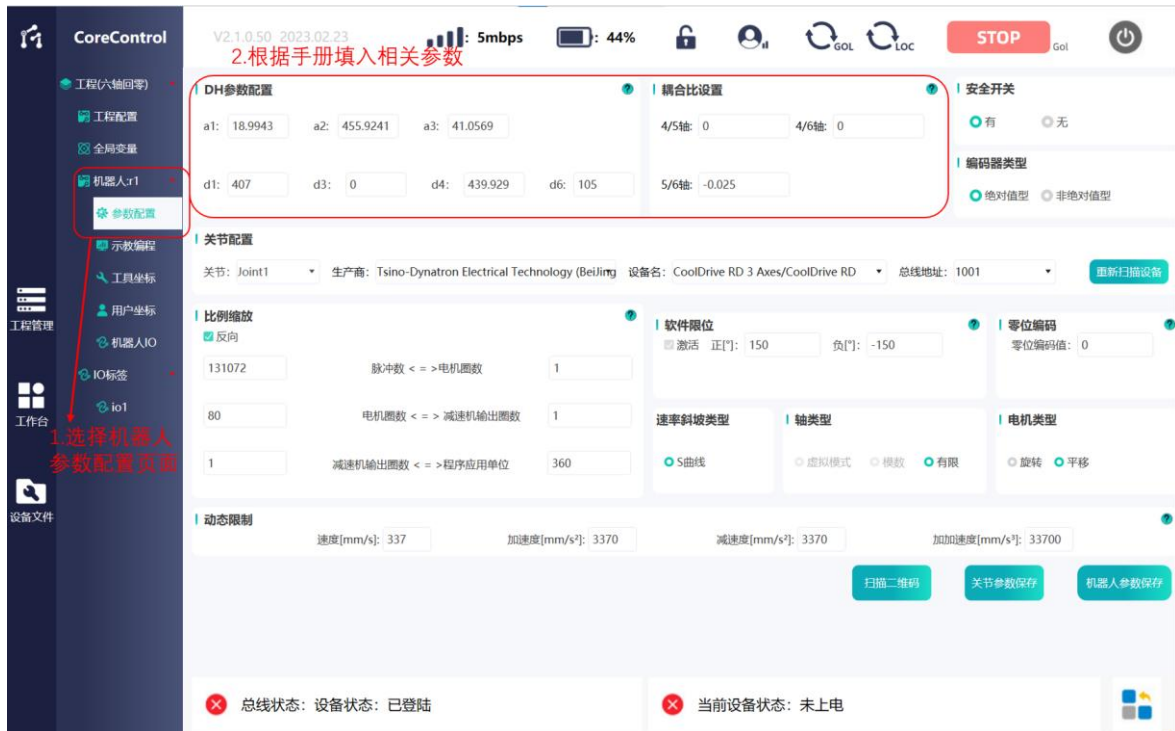 CoreControl
V2.1.0.50 2023.02.23
: 5mbps
: 44%
GOL
LOC
STOP
Gol
2.根据手册填入相关参数
工程管理
工作台
设备文件
工程(六轴回零)
工程配置
全局变量
机器人:r1
参数配置
示教编程
工具坐标
用户坐标
机器人IO
IO标签
io1
1.选择机器人
参数配置页面
DH参数配置
a1: 18.9943 a2: 455.9241 a3: 41.0569
d1: 407 d3: 0 d4: 439.929 d6: 105
耦合比设置
4/5轴: 0 4/6轴: 0
5/6轴: -0.025
安全开关
有 无
编码器类型
绝对值型 非绝对值型
关节配置
关节: Joint1 生产商: Tsino-Dynatron Electrical Technology (BeiJing 设备名: CoolDrive RD 3 Axes/CoolDrive RD 总线地址: 1001 重新扫描设备
比例缩放
反向
131072 脉冲数 < = >电机圈数 1
80 电机圈数 < = > 减速机输出圈数 1
1 减速机输出圈数 < = >程序应用单位 360
软件限位
激活 正[°]: 150 负[°]: -150
零位编码
零位编码值: 0
速率斜坡类型
S曲线
轴类型
虚拟模式 模数 有限
电机类型
旋转 平移
动态限制
速度[mm/s]: 337 加速度[mm/s²]: 3370 减速度[mm/s²]: 3370 加加速度[mm/s³]: 33700
扫描二维码 关节参数保存 机器人参数保存
总线状态: 设备状态: 已登陆
当前设备状态: 未上电